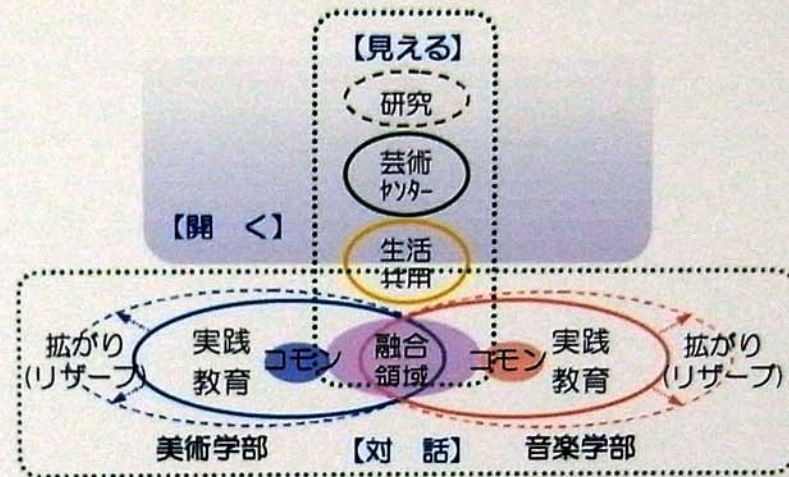 【見える】
研究
芸術
センター
【開　く】
生活
共用
拡がり
(リザーブ)
実践
教育
コモン
融合
領域
コモン
実践
教育
拡がり
(リザーブ)
美術学部
【対　話】
音楽学部